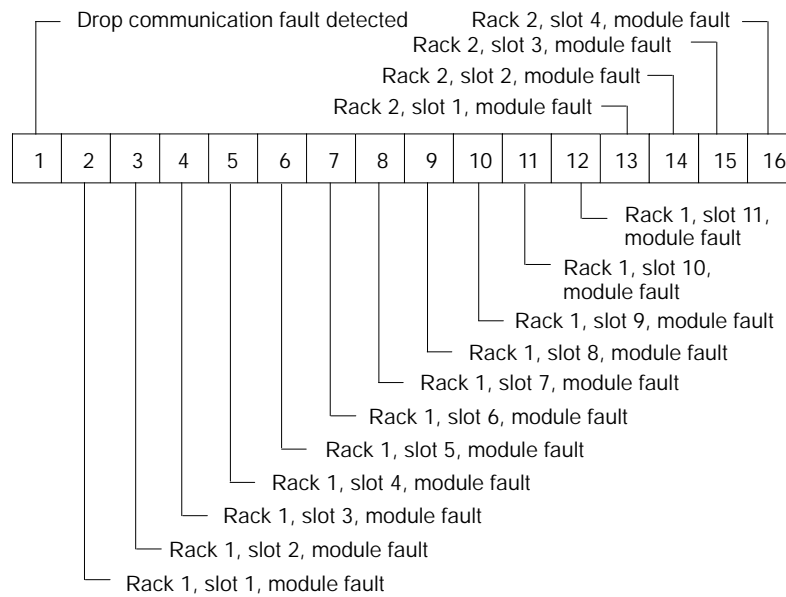 Drop communication fault detected
Rack 2, slot 4, module fault
Rack 2, slot 3, module fault
Rack 2, slot 2, module fault
Rack 2, slot 1, module fault
1 2 3 4 5 6 7 8 9 10 11 12 13 14 15 16
Rack 1, slot 11,
module fault
Rack 1, slot 10,
module fault
Rack 1, slot 9, module fault
Rack 1, slot 8, module fault
Rack 1, slot 7, module fault
Rack 1, slot 6, module fault
Rack 1, slot 5, module fault
Rack 1, slot 4, module fault
Rack 1, slot 3, module fault
Rack 1, slot 2, module fault
Rack 1, slot 1, module fault